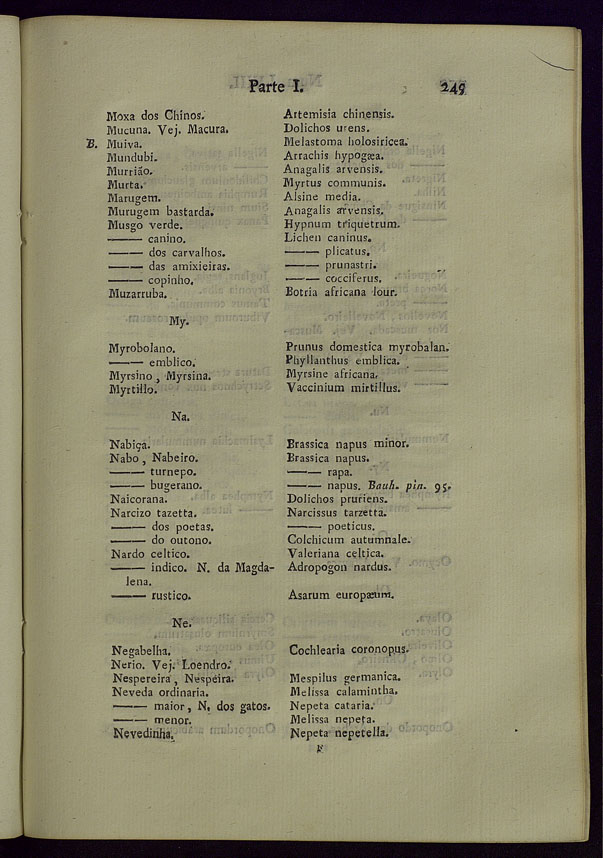 Parte I. 249
Moxa dos Chinos. Artemisia chinensis.
Mucuna. Vej. Macura. Dolichos urens.
B. Muiva. Melastoma holosiricea.
Mundubi. Arrachis hypogæa.
Murrião. Anagalis arvensis.
Murta. Myrtus communis.
Marugem. Alsine media.
Murugem bastarda. Anagalis arvensis.
Musgo verde. Hypnum triquetrum.
—— canino. Lichen caninus.
—— dos carvalhos. —— plicatus.
—— das amixieiras. —— prunastri.
—— copinho. —— cocciferus.
Muzarruba. Botria africana lour.
My.
Myrobolano. Prunus domestica myrobalan.
—— emblico. Phyllanthus emblica.
Myrsino, Myrsina. Myrsine africana.
Myrtillo. Vaccinium mirtillus.
Na.
Nabiça. Brassica napus minor.
Nabo, Nabeiro. Brassica napus.
—— turnepo. —— rapa.
—— bugerano. —— napus. Bauh. pin. 95.
Naicorana. Dolichos pruriens.
Narcizo tazetta. Narcissus tarzetta.
—— dos poetas. —— poeticus.
—— do outono. Colchicum autumnale.
Nardo celtico. Valeriana celtica.
—— indico. N. da Magda- Adropogon nardus.
lena.
—— rustico. Asarum europæum.
Ne.
Negabelha. Cochlearia coronopus.
Nerio. Vej. Loendro.
Nespereira, Nespeira. Mespilus germanica.
Neveda ordinaria. Melissa calamintha.
—— maior, N. dos gatos. Nepeta cataria.
—— menor. Melissa nepeta.
Nevedinha. Nepeta nepetella.